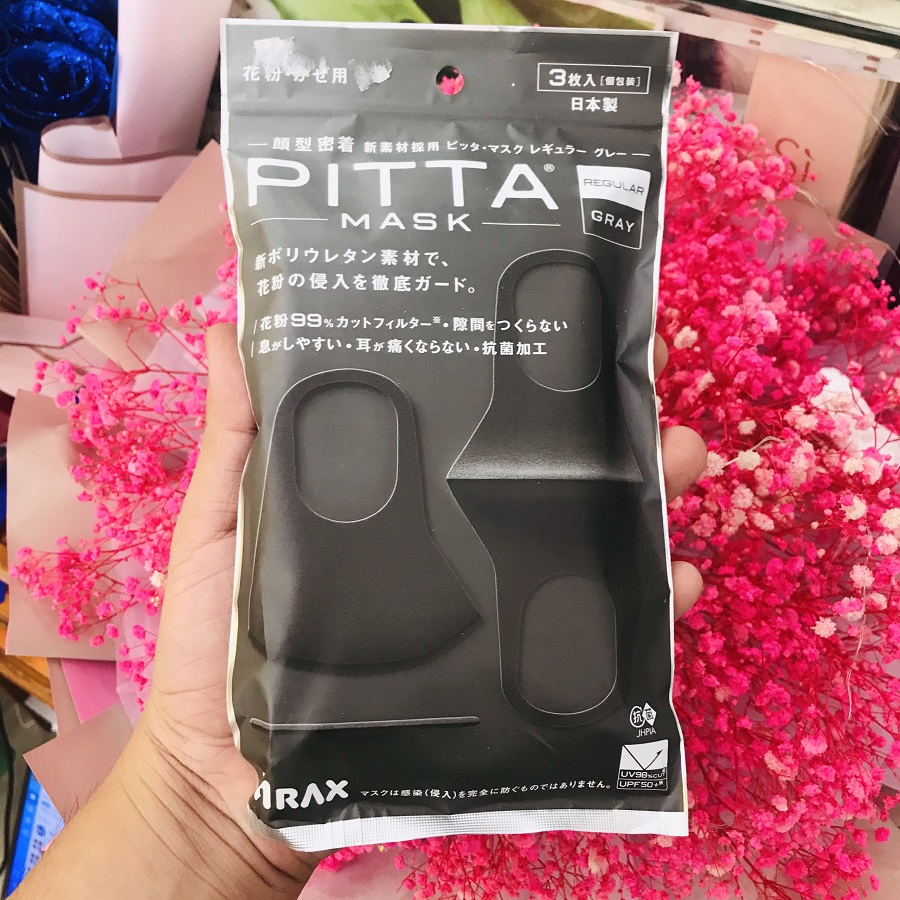 花粉・かぜ用
3枚入[個包装]
日本製
顔型密着 新素材採用 ピッタ・マスク レギュラー グレー
PITTA®
MASK
REGULAR
GRAY
新ポリウレタン素材で、
花粉の侵入を徹底ガード。
花粉99%カットフィルター※・隙間をつくらない
息がしやすい・耳が痛くならない・抗菌加工
抗菌
JHPIA
UV98%CUT※
UPF50+※
ARAX
マスクは感染(侵入)を完全に防ぐものではありません。